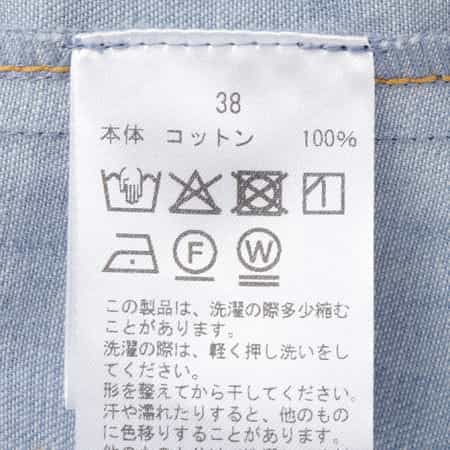 38
本体 コットン 100%
F W
この製品は、洗濯の際多少縮む
ことがあります。
洗濯の際は、軽く押し洗いをし
てください。
形を整えてから干してください。
汗や濡れたりすると、他のもの
に色移りすることがあります。